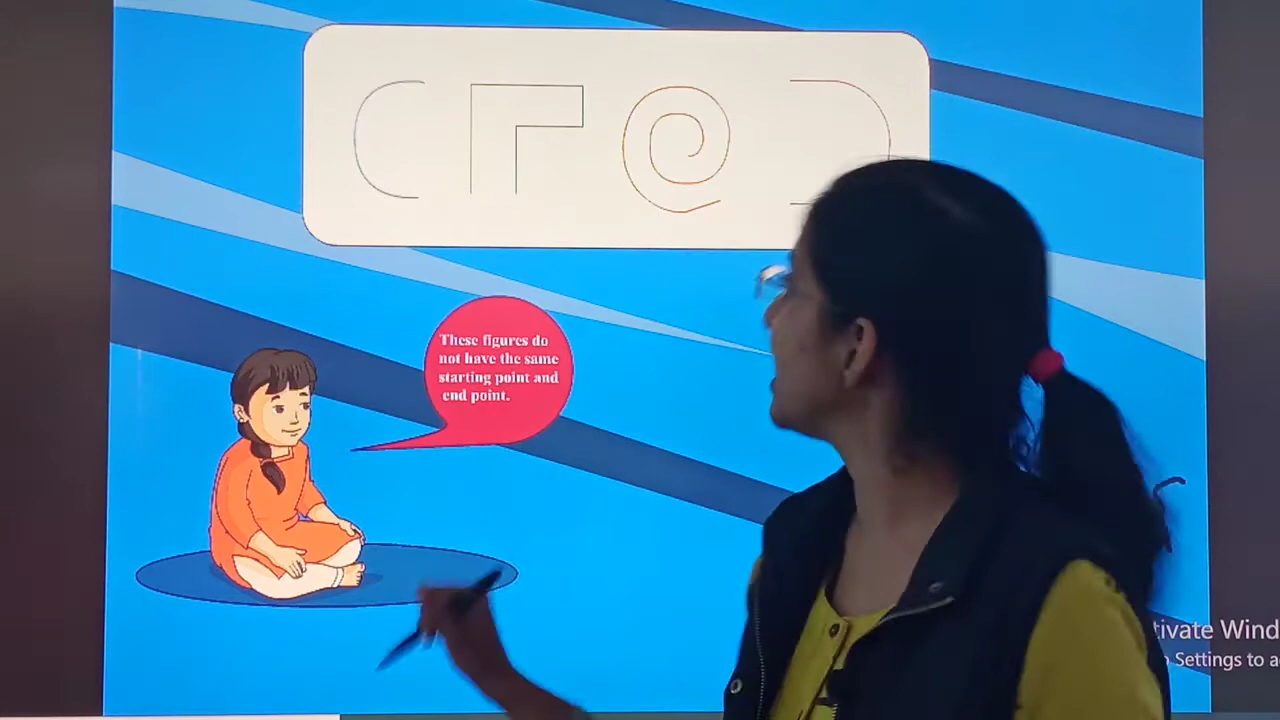 These figures do
not have the same
starting point and
end point.
tivate Wind
Settings to a